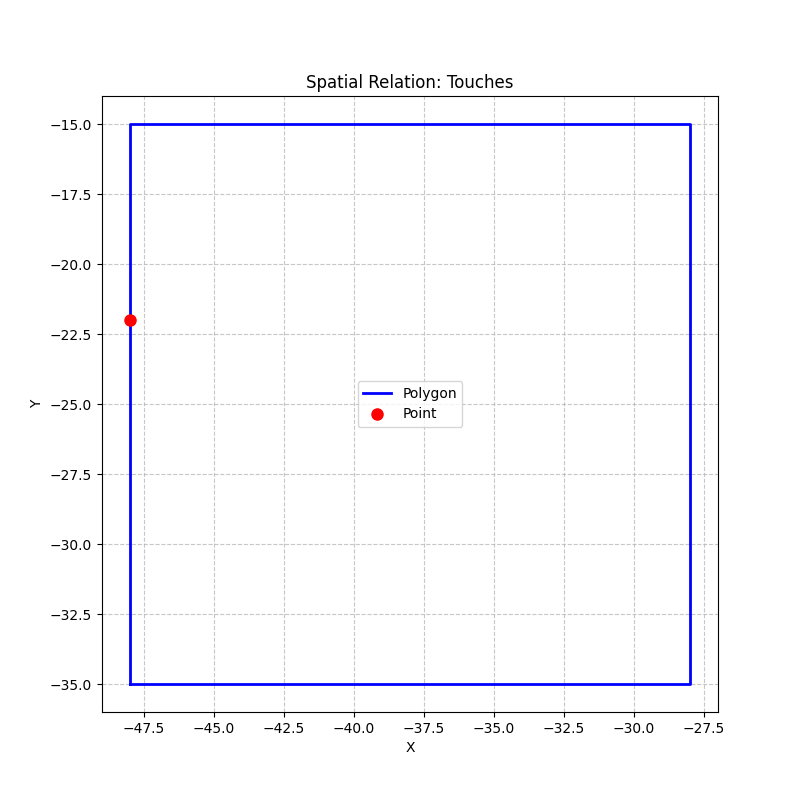 Spatial Relation: Touches
−15.0
−17.5
−20.0
−22.5
−25.0
−27.5
−30.0
−32.5
−35.0
Y
Polygon
Point
−47.5 −45.0 −42.5 −40.0 −37.5 −35.0 −32.5 −30.0 −27.5
X